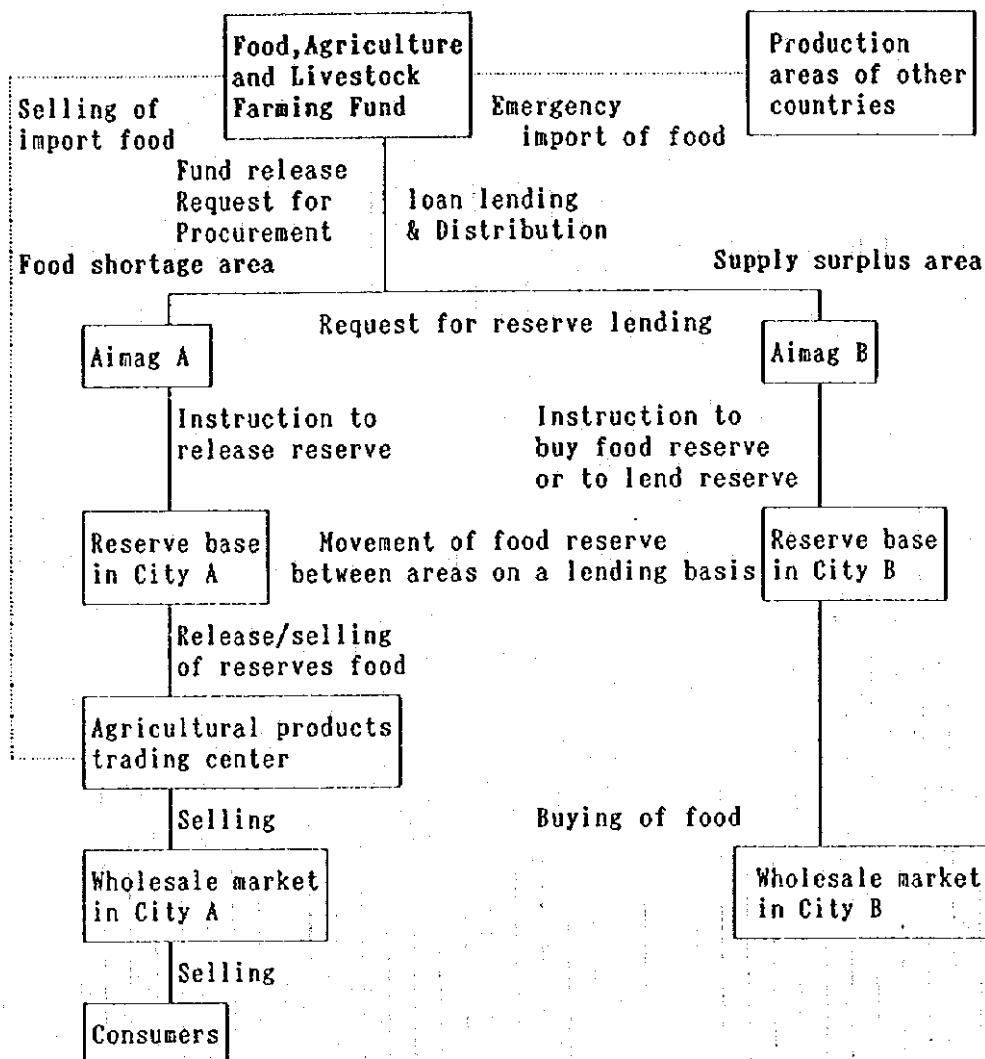 Food,Agriculture
and Livestock
Farming Fund
Production
areas of other
countries
Selling of
import food
Emergency
import of food
Fund release
Request for
Procurement
loan lending
& Distribution
Food shortage area
Supply surplus area
Request for reserve lending
Aimag A
Aimag B
Instruction to
release reserve
Instruction to
buy food reserve
or to lend reserve
Reserve base
in City A
Movement of food reserve
between areas on a lending basis
Reserve base
in City B
Release/selling
of reserves food
Agricultural products
trading center
Selling
Buying of food
Wholesale market
in City A
Wholesale market
in City B
Selling
Consumers